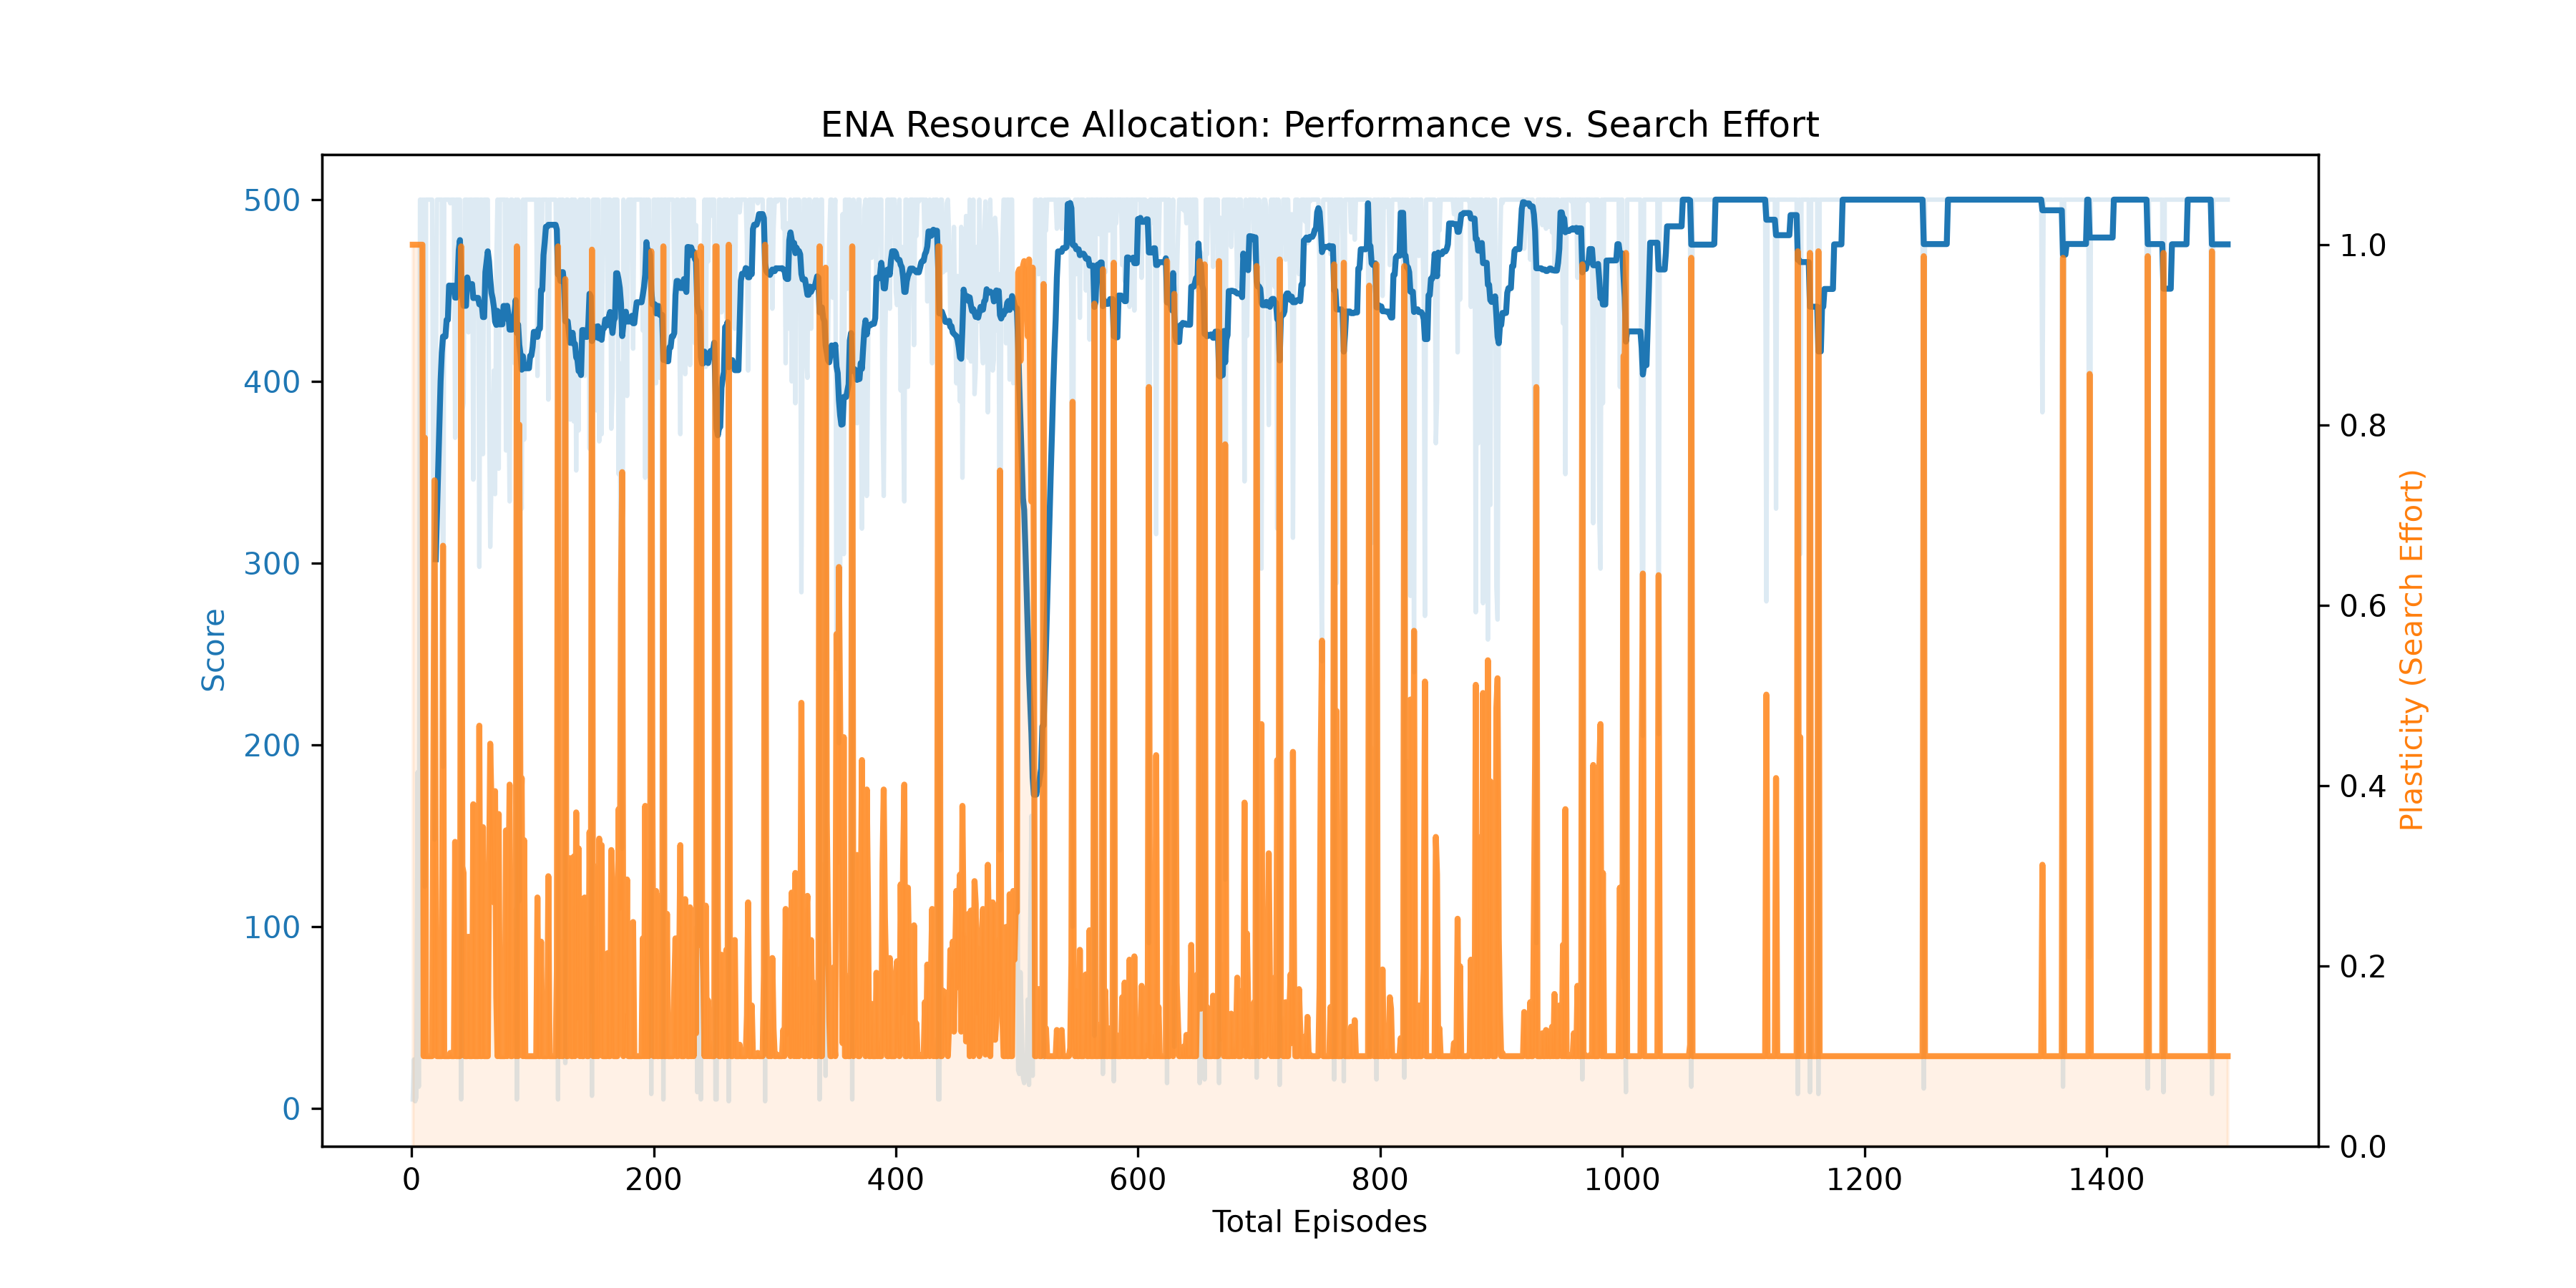 ENA Resource Allocation: Performance vs. Search Effort
500
400
300
200
100
0
Score
1.0
0.8
0.6
0.4
0.2
0.0
Plasticity (Search Effort)
0 200 400 600 800 1000 1200 1400
Total Episodes